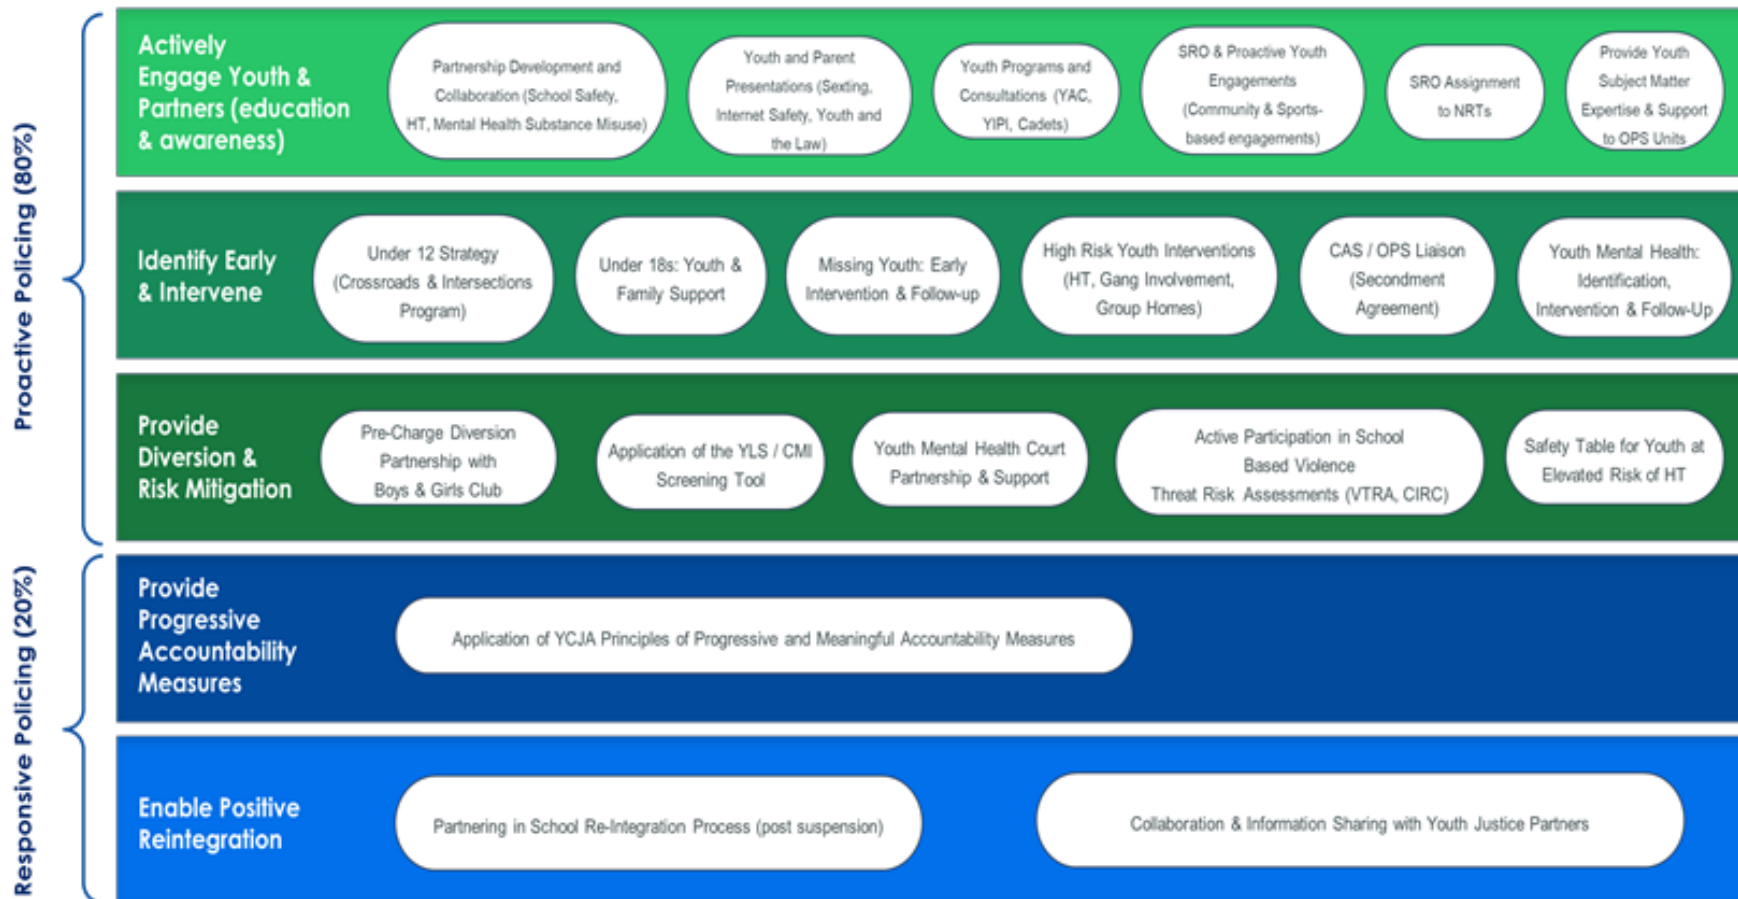 Proactive Policing (80%)
Actively
Engage Youth &
Partners (education
& awareness)
Partnership Development and
Collaboration (School Safety,
HT, Mental Health Substance Misuse)
Youth and Parent
Presentations (Sexting,
Internet Safety, Youth and
the Law)
Youth Programs and
Consultations (YAC,
YIPI, Cadets)
SRO & Proactive Youth
Engagements
(Community & Sports-
based engagements)
SRO Assignment
to NRTs
Provide Youth
Subject Matter
Expertise & Support
to OPS Units
Identify Early
& Intervene
Under 12 Strategy
(Crossroads & Intersections
Program)
Under 18s: Youth &
Family Support
Missing Youth: Early
Intervention & Follow-up
High Risk Youth Interventions
(HT, Gang Involvement,
Group Homes)
CAS / OPS Liaison
(Secondment
Agreement)
Youth Mental Health:
Identification,
Intervention & Follow-Up
Provide
Diversion &
Risk Mitigation
Pre-Charge Diversion
Partnership with
Boys & Girls Club
Application of the YLS / CMI
Screening Tool
Youth Mental Health Court
Partnership & Support
Active Participation in School
Based Violence
Threat Risk Assessments (VTRA, CIRC)
Safety Table for Youth at
Elevated Risk of HT
Responsive Policing (20%)
Provide
Progressive
Accountability
Measures
Application of YCJA Principles of Progressive and Meaningful Accountability Measures
Enable Positive
Reintegration
Partnering in School Re-Integration Process (post suspension)
Collaboration & Information Sharing with Youth Justice Partners